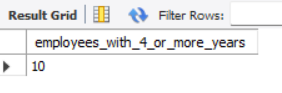 Result Grid Filter Rows:
employees_with_4_or_more_years
10